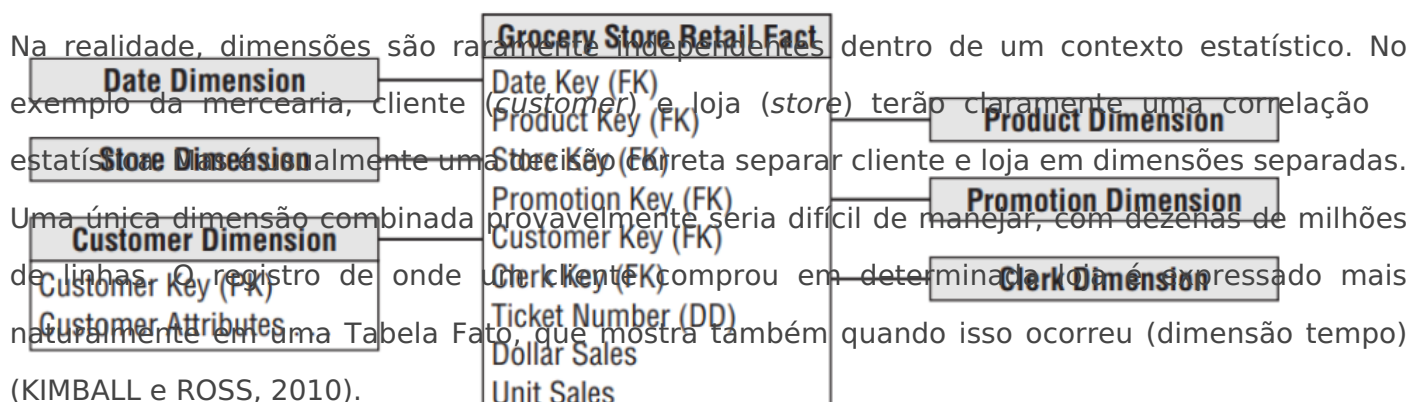 Na realidade, dimensões são raramente independentes dentro de um contexto estatístico. No
exemplo da mercearia, cliente (customer) e loja (store) terão claramente uma correlação
estatística. Mas é usualmente uma decisão correta separar cliente e loja em dimensões separadas.
Uma única dimensão combinada provavelmente seria difícil de manejar, com dezenas de milhões
de linhas. O registro de onde um cliente comprou em determinada loja é expressado mais
naturalmente em uma Tabela Fato, que mostra também quando isso ocorreu (dimensão tempo)
(KIMBALL e ROSS, 2010).
Date Dimension
Store Dimension
Customer Dimension
Customer Key (PK)
Customer Attributes...
Grocery Store Retail Fact
Date Key (FK)
Product Key (FK)
Store Key (FK)
Promotion Key (FK)
Customer Key (FK)
Clerk Key (FK)
Ticket Number (DD)
Dollar Sales
Unit Sales
Product Dimension
Promotion Dimension
Clerk Dimension